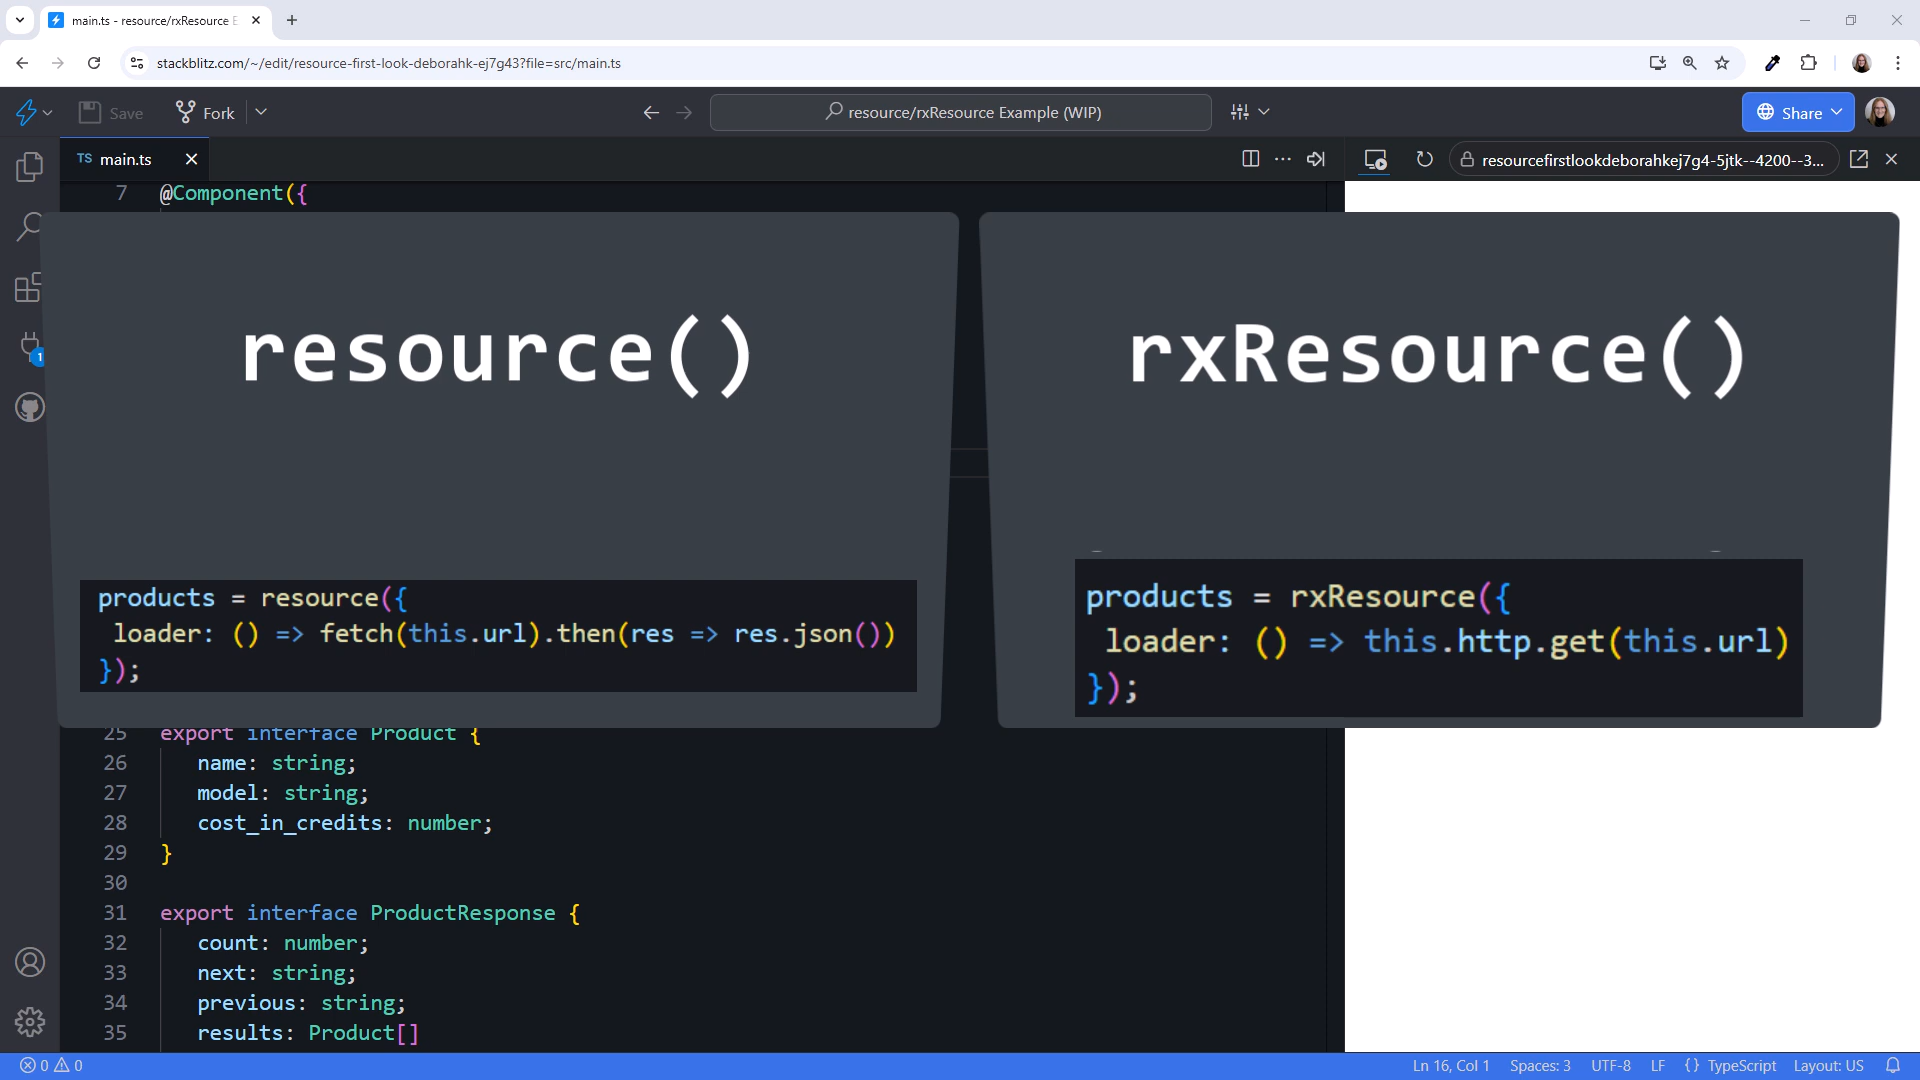 main.ts - resource/rxResource E
stackblitz.com/~/edit/resource-first-look-deborahk-ej7g43?file=src/main.ts
Save
Fork
resource/rxResource Example (WIP)
Share
TS main.ts
resourcefirstlookdeborahkej7g4-5jtk--4200--3...
7 @Component({
resource()
products = resource({
loader: () => fetch(this.url).then(res => res.json())
});
rxResource()
products = rxResource({
loader: () => this.http.get(this.url)
});
1
25 export interface Product {
26 name: string;
27 model: string;
28 cost_in_credits: number;
29 }
30
31 export interface ProductResponse {
32 count: number;
33 next: string;
34 previous: string;
35 results: Product[]
0 0
Ln 16, Col 1 Spaces: 3 UTF-8 LF {} TypeScript Layout: US